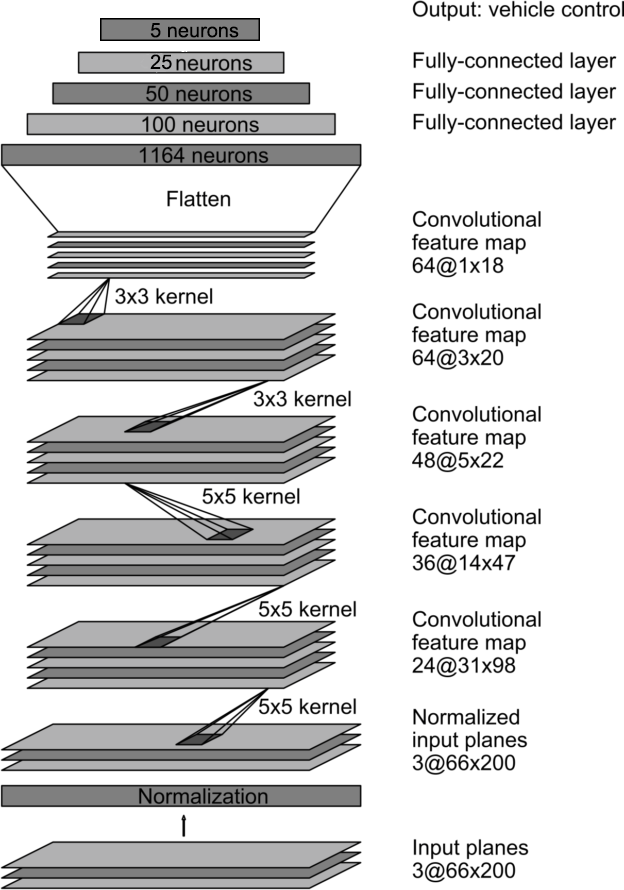 Output: vehicle control
5 neurons
25 neurons
Fully-connected layer
50 neurons
Fully-connected layer
100 neurons
Fully-connected layer
1164 neurons
Flatten
Convolutional
feature map
64@1x18
3x3 kernel
Convolutional
feature map
64@3x20
3x3 kernel
Convolutional
feature map
48@5x22
5x5 kernel
Convolutional
feature map
36@14x47
5x5 kernel
Convolutional
feature map
24@31x98
5x5 kernel
Normalized
input planes
3@66x200
Normalization
Input planes
3@66x200